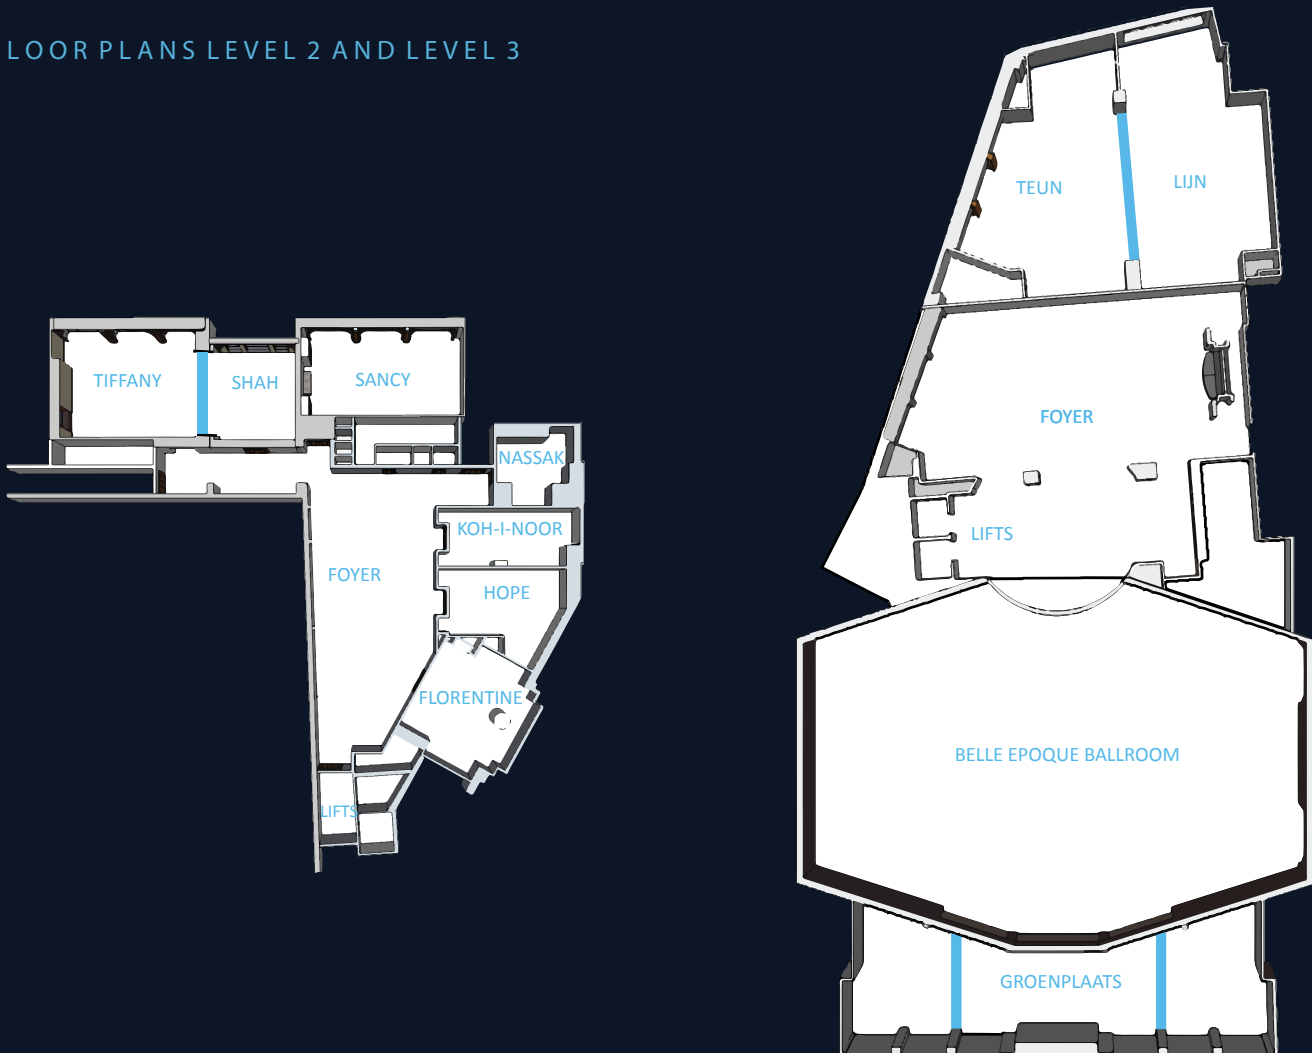 LOOR PLANS LEVEL 2 AND LEVEL 3
TIFFANY
SHAH
SANCY
NASSAK
KOH-I-NOOR
HOPE
FOYER
FLORENTINE
LIFTS
TEUN
LIJN
FOYER
LIFTS
BELLE EPOQUE BALLROOM
GROENPLAATS